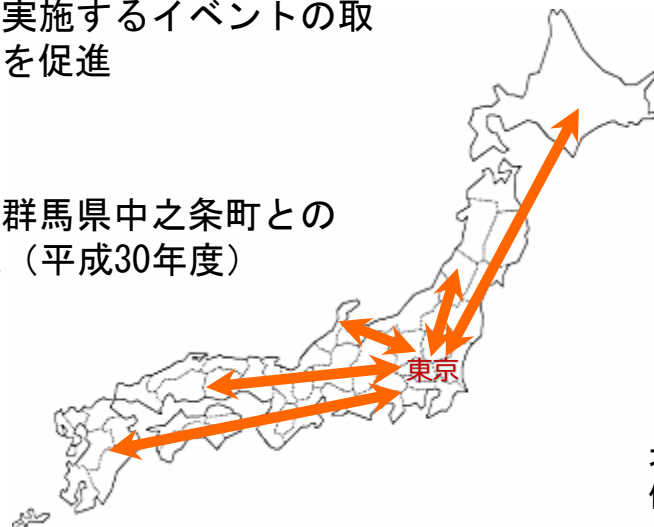 実施するイベントの取
を促進
群馬県中之条町との
（平成30年度）
東京